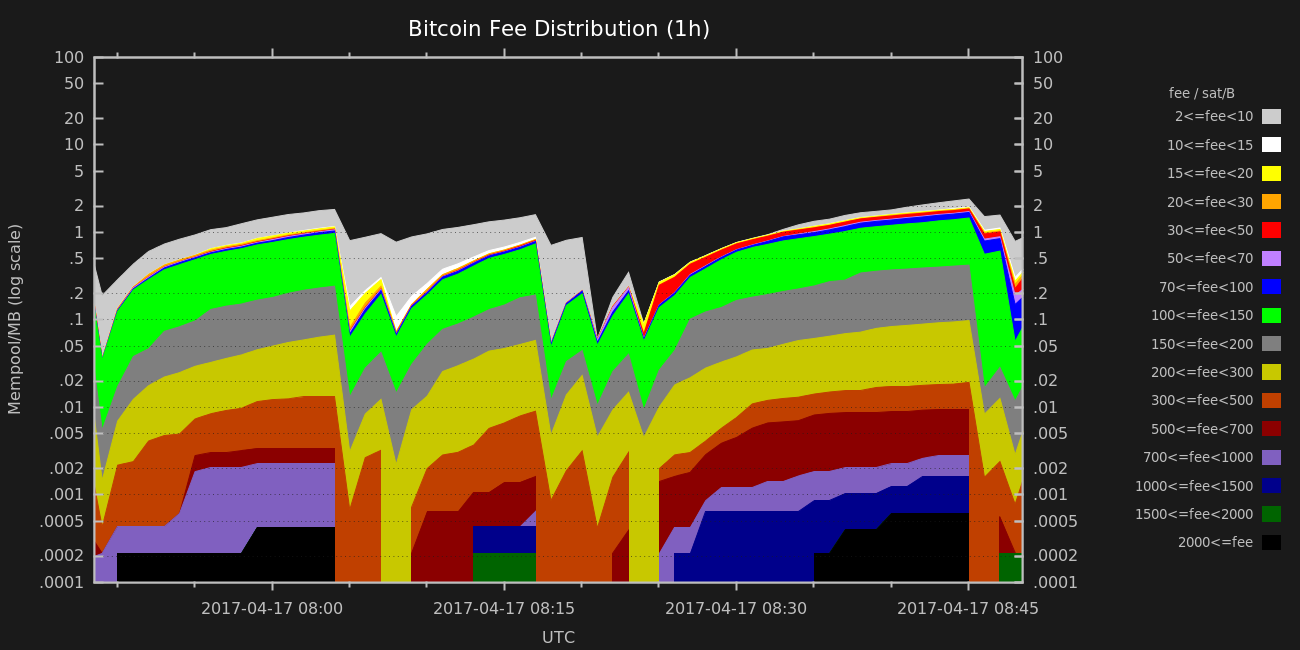 Bitcoin Fee Distribution (1h)
100 100
50 50
20 20
10 10
5 5
2 2
1 1
.5 .5
.2 .2
.1 .1
.05 .05
.02 .02
.01 .01
.005 .005
.002 .002
.001 .001
.0005 .0005
.0002 .0002
.0001 .0001
Mempool/MB (log scale)
2017-04-17 08:00 2017-04-17 08:15 2017-04-17 08:30 2017-04-17 08:45
UTC
fee / sat/B
2<=fee<10
10<=fee<15
15<=fee<20
20<=fee<30
30<=fee<50
50<=fee<70
70<=fee<100
100<=fee<150
150<=fee<200
200<=fee<300
300<=fee<500
500<=fee<700
700<=fee<1000
1000<=fee<1500
1500<=fee<2000
2000<=fee